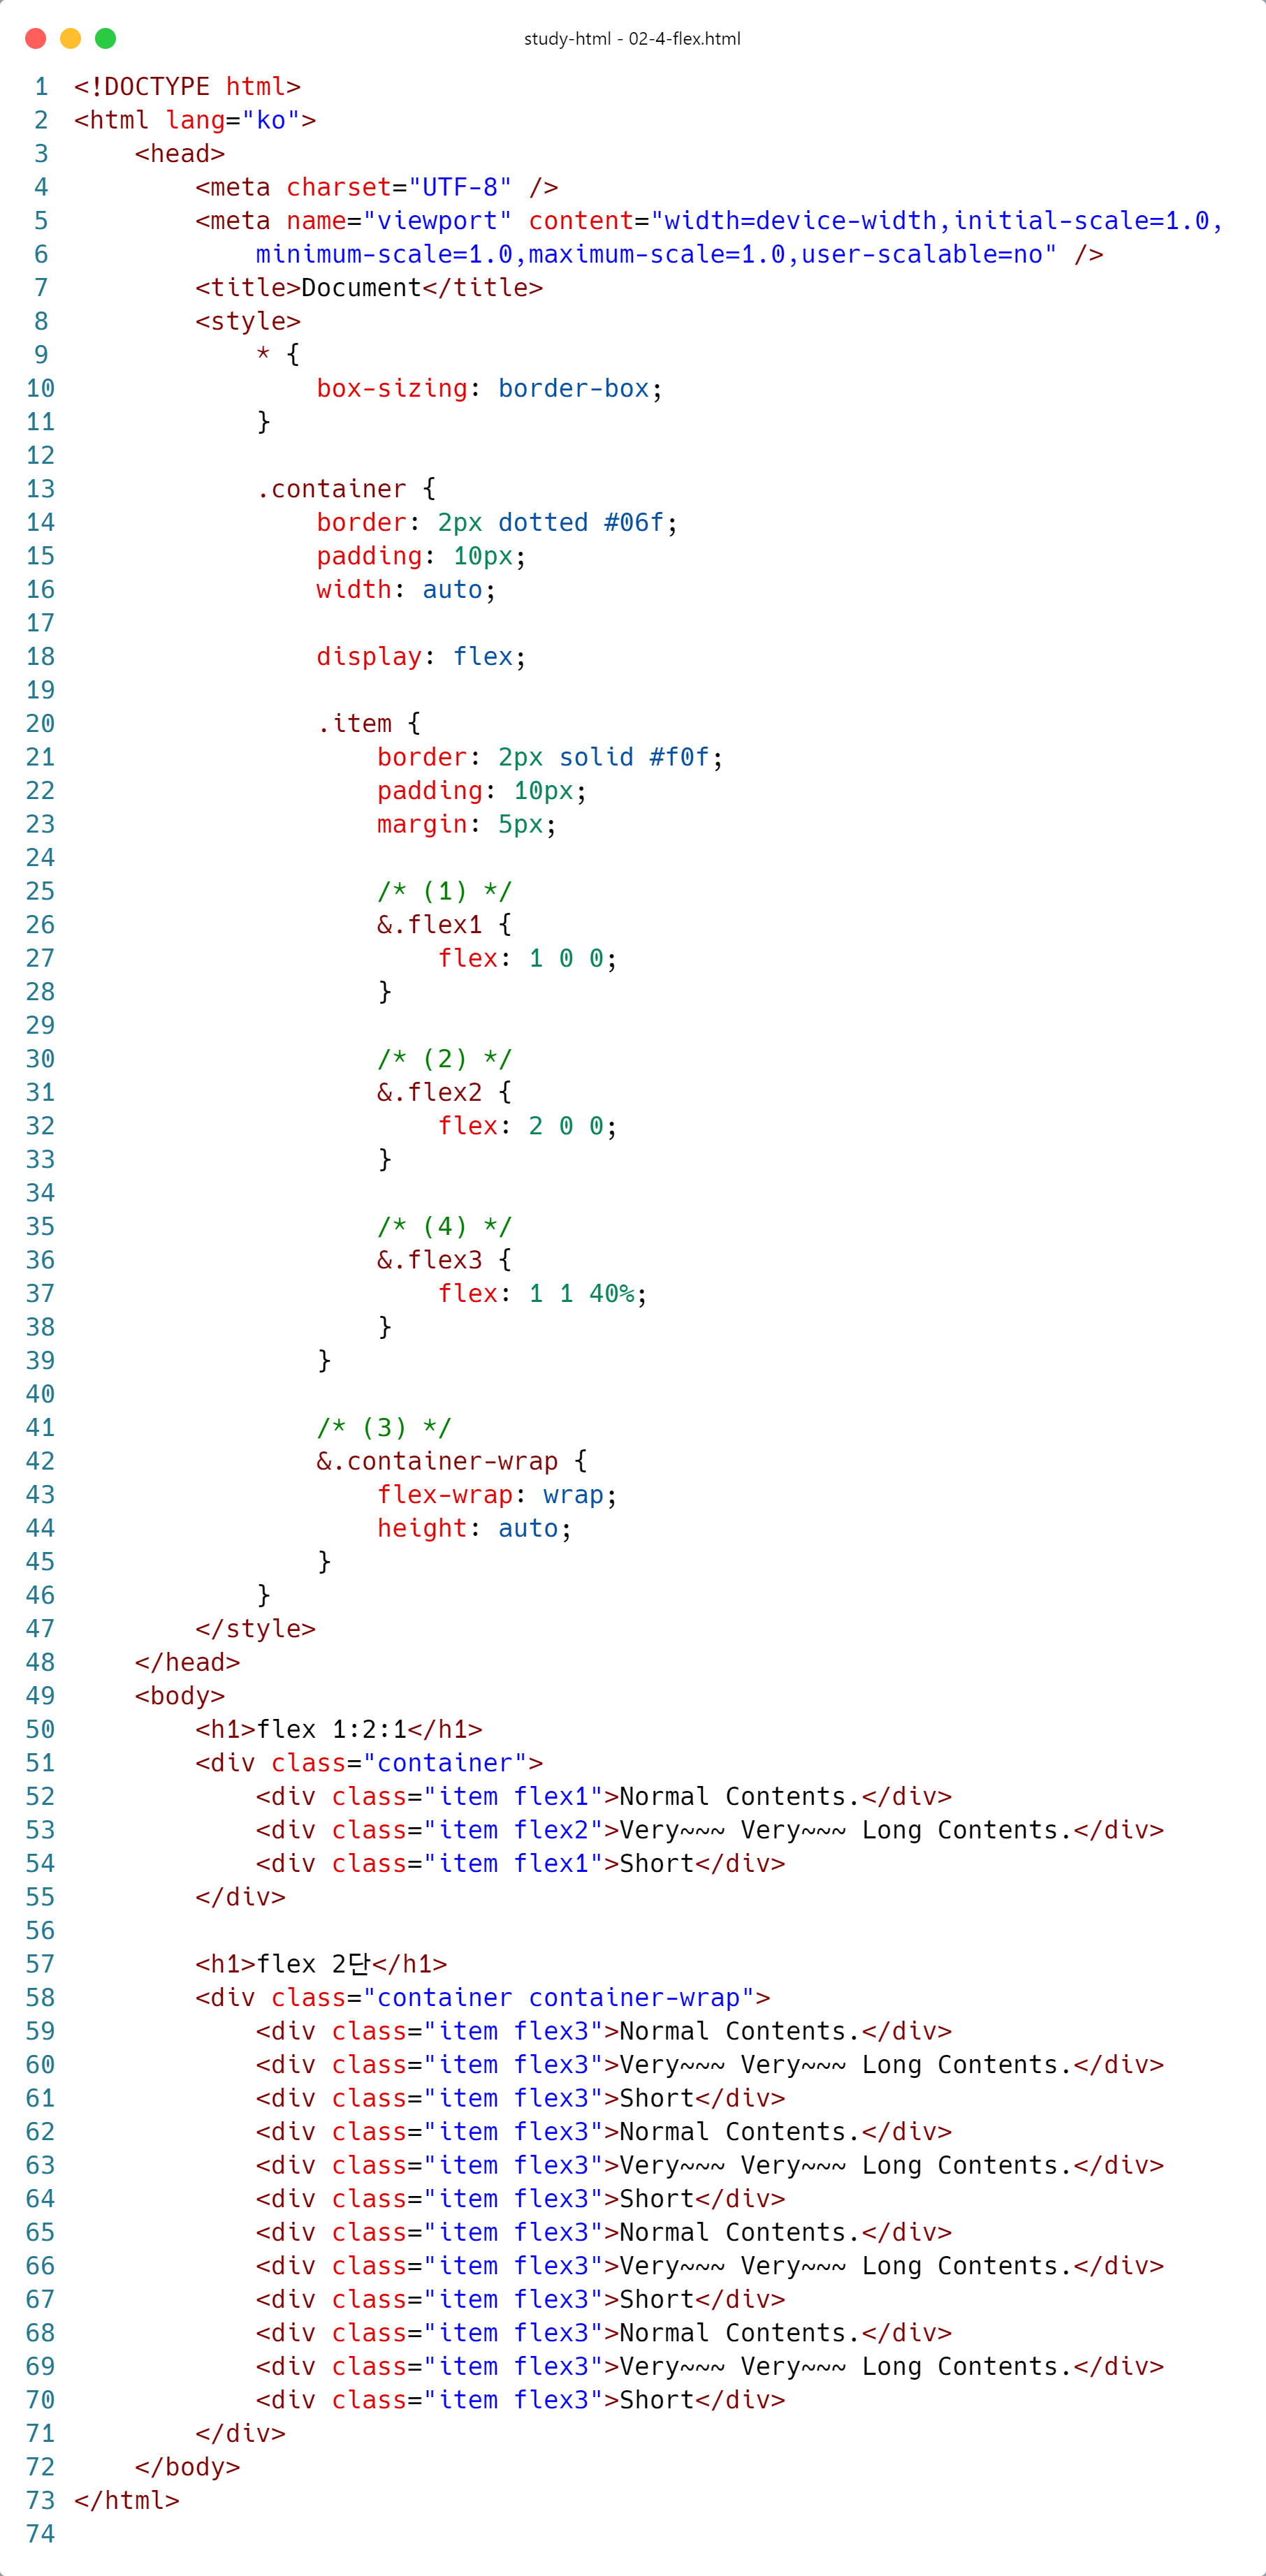 study-html - 02-4-flex.html
1 <!DOCTYPE html>
2 <html lang="ko">
3     <head>
4         <meta charset="UTF-8" />
5         <meta name="viewport" content="width=device-width,initial-scale=1.0,
6             minimum-scale=1.0,maximum-scale=1.0,user-scalable=no" />
7         <title>Document</title>
8         <style>
9             * {
10                 box-sizing: border-box;
11             }
12
13             .container {
14                 border: 2px dotted #06f;
15                 padding: 10px;
16                 width: auto;
17
18                 display: flex;
19
20                 .item {
21                     border: 2px solid #f0f;
22                     padding: 10px;
23                     margin: 5px;
24
25                     /* (1) */
26                     &.flex1 {
27                         flex: 1 0 0;
28                     }
29
30                     /* (2) */
31                     &.flex2 {
32                         flex: 2 0 0;
33                     }
34
35                     /* (4) */
36                     &.flex3 {
37                         flex: 1 1 40%;
38                     }
39                 }
40
41                 /* (3) */
42                 &.container-wrap {
43                     flex-wrap: wrap;
44                     height: auto;
45                 }
46             }
47         </style>
48     </head>
49     <body>
50         <h1>flex 1:2:1</h1>
51         <div class="container">
52             <div class="item flex1">Normal Contents.</div>
53             <div class="item flex2">Very~~~ Very~~~ Long Contents.</div>
54             <div class="item flex1">Short</div>
55         </div>
56
57         <h1>flex 2단</h1>
58         <div class="container container-wrap">
59             <div class="item flex3">Normal Contents.</div>
60             <div class="item flex3">Very~~~ Very~~~ Long Contents.</div>
61             <div class="item flex3">Short</div>
62             <div class="item flex3">Normal Contents.</div>
63             <div class="item flex3">Very~~~ Very~~~ Long Contents.</div>
64             <div class="item flex3">Short</div>
65             <div class="item flex3">Normal Contents.</div>
66             <div class="item flex3">Very~~~ Very~~~ Long Contents.</div>
67             <div class="item flex3">Short</div>
68             <div class="item flex3">Normal Contents.</div>
69             <div class="item flex3">Very~~~ Very~~~ Long Contents.</div>
70             <div class="item flex3">Short</div>
71         </div>
72     </body>
73 </html>
74